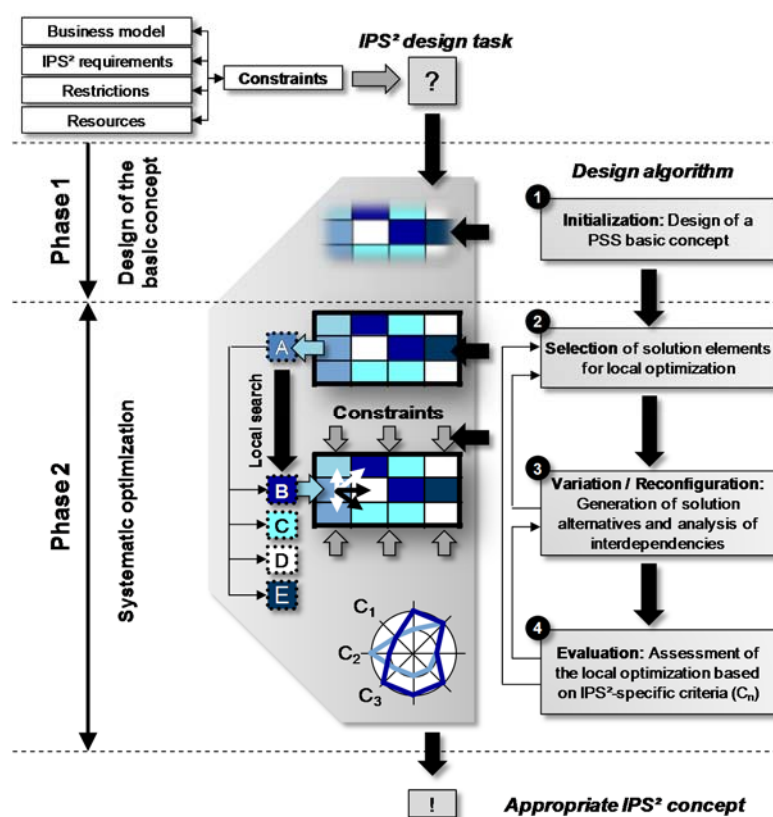 Business model
IPS² requirements
Restrictions
Resources
Constraints
IPS² design task
?
Phase 1
Design of the
basic concept
Design algorithm
1
Initialization: Design of a
PSS basic concept
Phase 2
Systematic optimization
A
Local search
Constraints
B
C
D
E
C1
C2
C3
2
Selection of solution elements
for local optimization
3
Variation / Reconfiguration:
Generation of solution
alternatives and analysis of
interdependencies
4
Evaluation: Assessment of
the local optimization based
on IPS²-specific criteria (Cn)
!
Appropriate IPS² concept